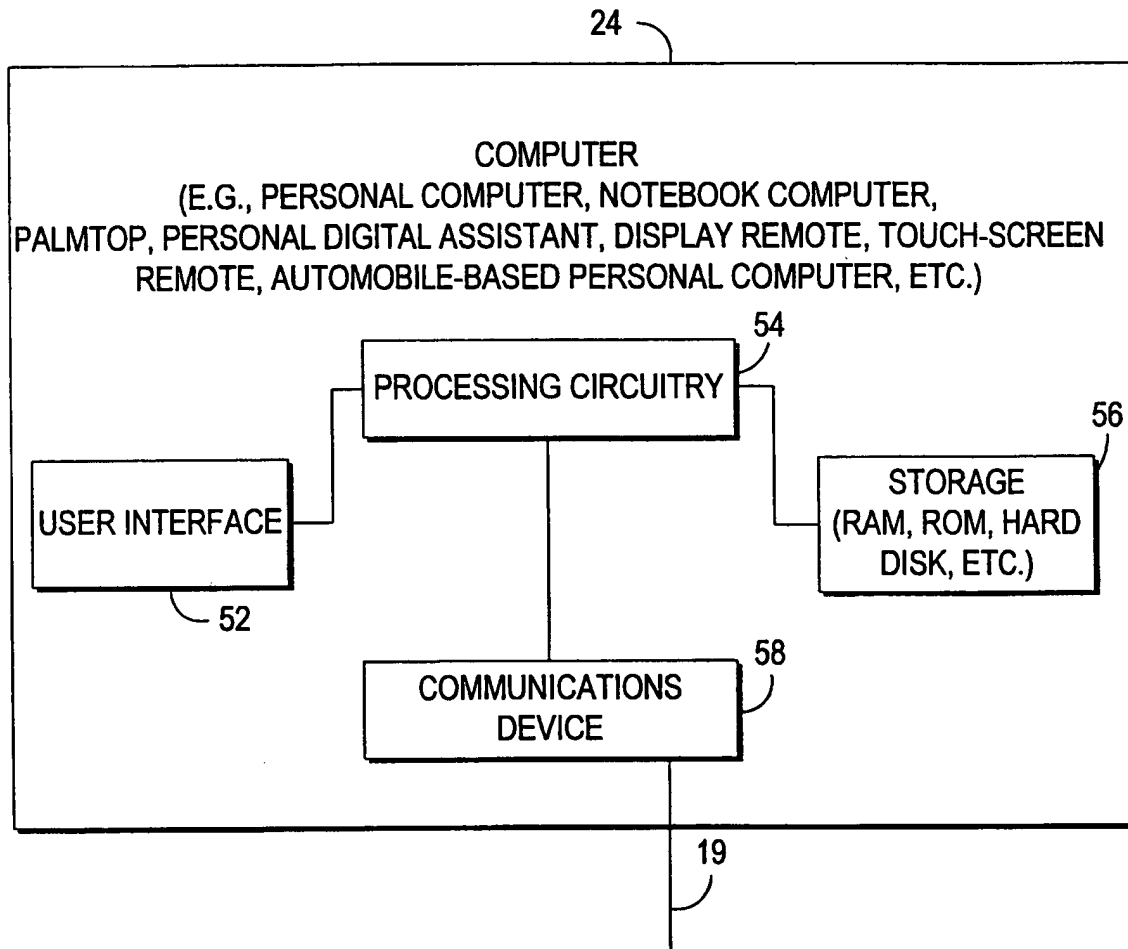 24
COMPUTER
(E.G., PERSONAL COMPUTER, NOTEBOOK COMPUTER,
PALMTOP, PERSONAL DIGITAL ASSISTANT, DISPLAY REMOTE, TOUCH-SCREEN
REMOTE, AUTOMOBILE-BASED PERSONAL COMPUTER, ETC.)
54
PROCESSING CIRCUITRY
56
USER INTERFACE
52
STORAGE
(RAM, ROM, HARD
DISK, ETC.)
58
COMMUNICATIONS
DEVICE
19